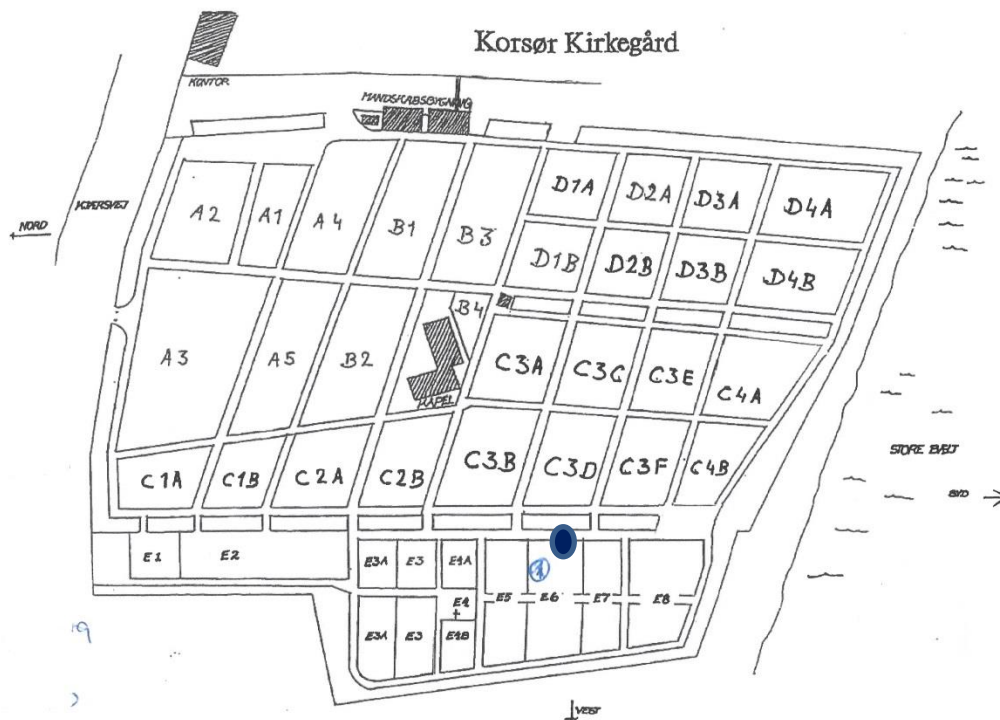 Korsør Kirkegård
KONTOR
MANDSKABSBYGNING
NORD
D1A D2A D3A D4A
A2 A1 A4 B1 B3
D1B D2B D3B D4B
B4
A3 A5 B2 C3A C3C C3E C4A
KAPEL
STORE BÆLT
C1A C1B C2A C2B C3B C3D C3F C4B
SYD
E1 E2 E3A E3 E4A
E5 E6 E7 E8
E4
E3A E3 E4B
VEST